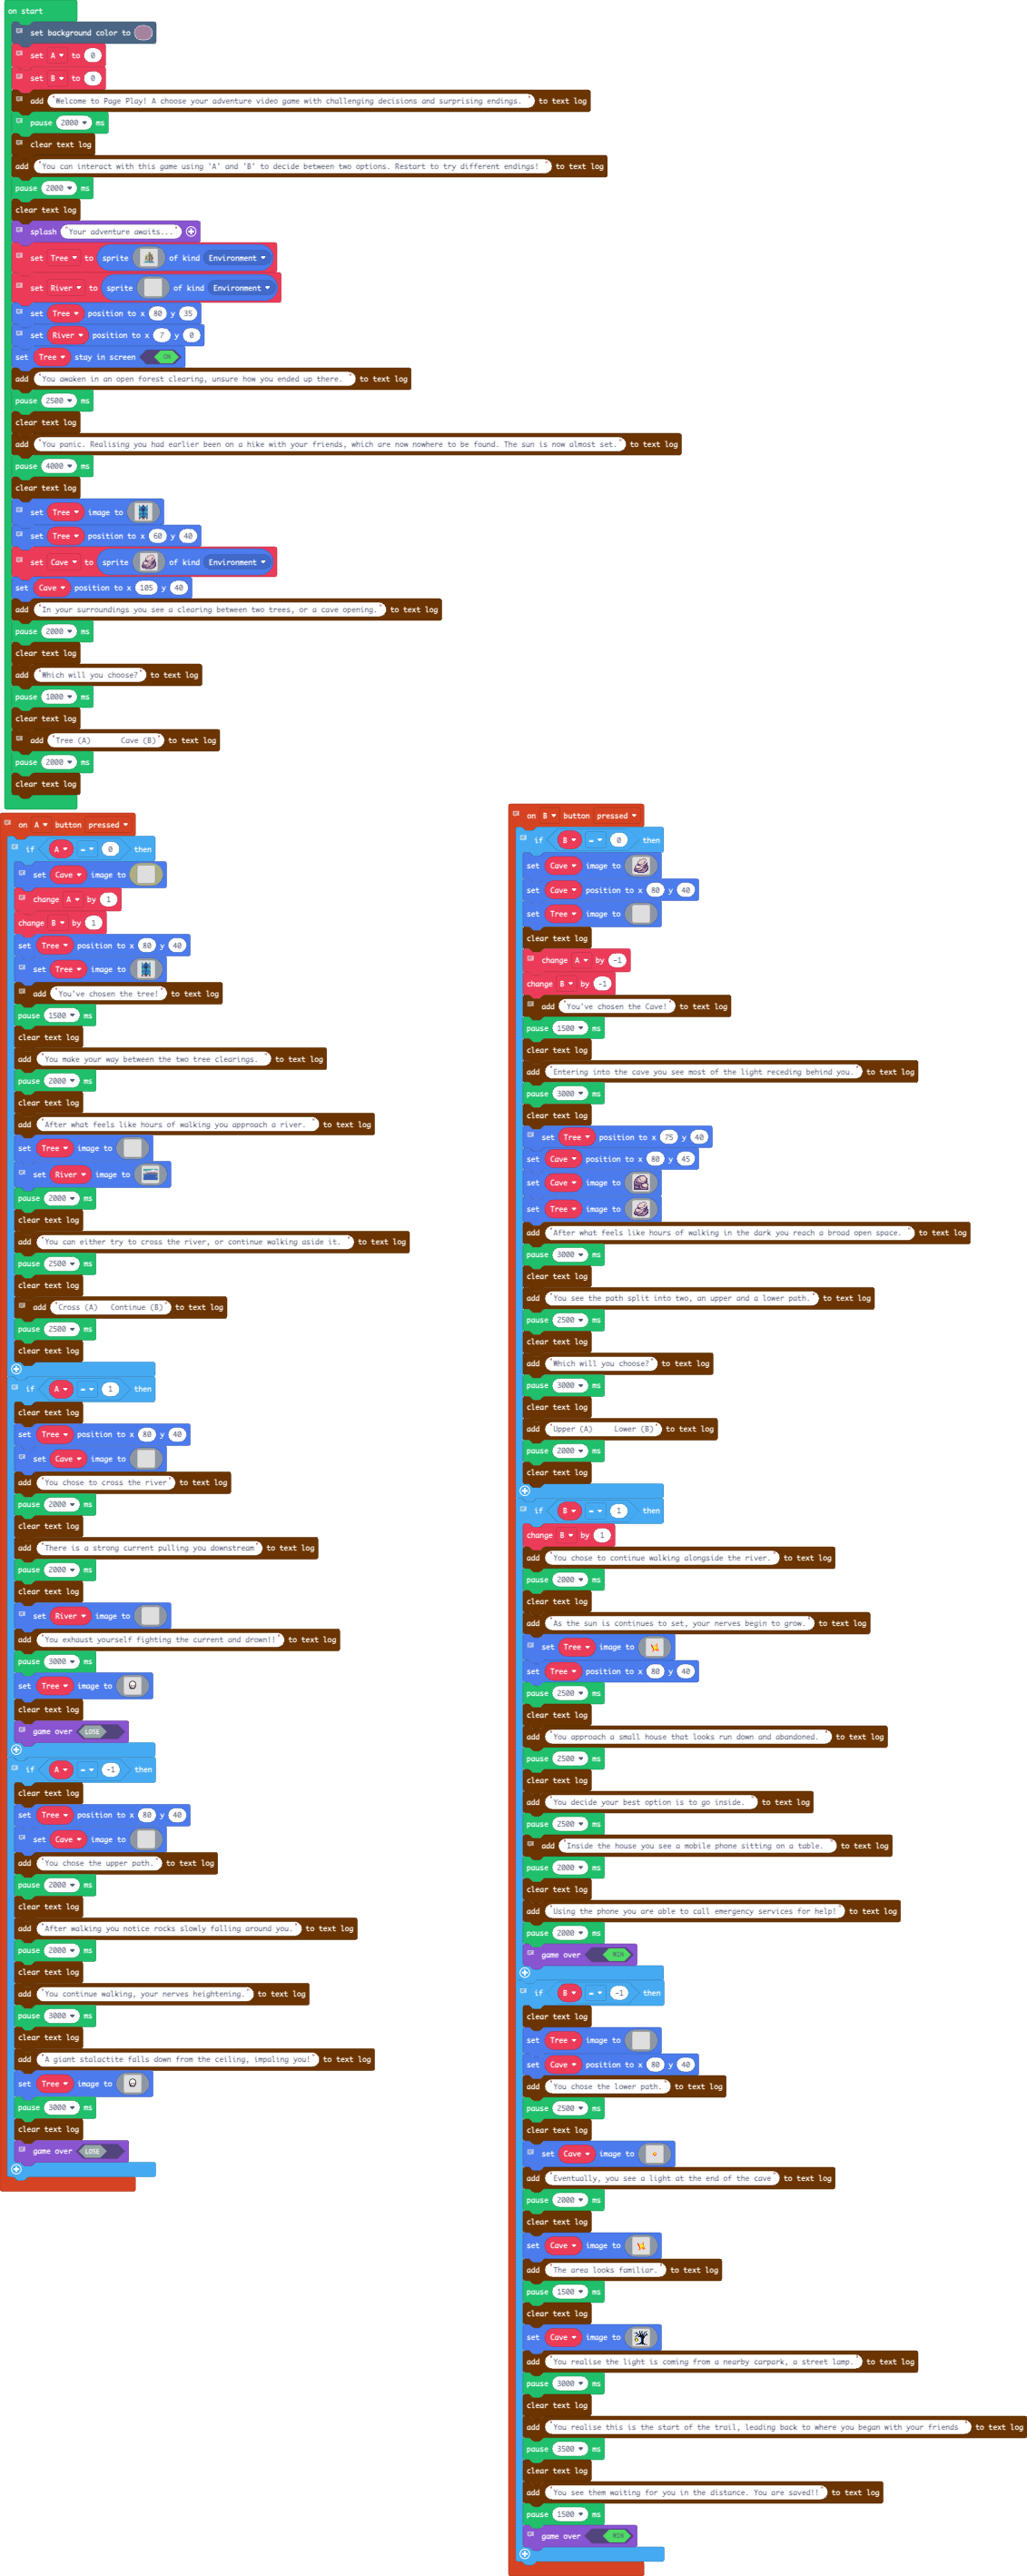 on start
set background color to
set A to 0
set B to 0
add "Welcome to Page Play! A choose your adventure video game with challenging decisions and surprising endings. " to text log
pause 2000 ms
clear text log
add "You can interact with this game using 'A' and 'B' to decide between two options. Restart to try different endings! " to text log
pause 2000 ms
clear text log
splash "Your adventure awaits..."
set Tree to sprite of kind Environment
set River to sprite of kind Environment
set Tree position to x 80 y 35
set River position to x 7 y 0
set Tree stay in screen ON
add "You awaken in an open forest clearing, unsure how you ended up there. " to text log
pause 2500 ms
clear text log
add "You panic. Realising you had earlier been on a hike with your friends, which are now nowhere to be found. The sun is now almost set." to text log
pause 4000 ms
clear text log
set Tree image to
set Tree position to x 60 y 40
set Cave to sprite of kind Environment
set Cave position to x 105 y 40
add "In your surroundings you see a clearing between two trees, or a cave opening." to text log
pause 2000 ms
clear text log
add "Which will you choose?" to text log
pause 1000 ms
clear text log
add "Tree (A) Cave (B)" to text log
pause 2000 ms
clear text log
on A button pressed
if A = 0 then
set Cave image to
change A by 1
change B by 1
set Tree position to x 80 y 40
set Tree image to
add "You've chosen the tree!" to text log
pause 1500 ms
clear text log
add "You make your way between the two tree clearings. " to text log
pause 2000 ms
clear text log
add "After what feels like hours of walking you approach a river. " to text log
set Tree image to
set River image to
pause 2000 ms
clear text log
add "You can either try to cross the river, or continue walking aside it. " to text log
pause 2500 ms
clear text log
add "Cross (A) Continue (B)" to text log
pause 2500 ms
clear text log
if A = 1 then
clear text log
set Tree position to x 80 y 40
set Cave image to
add "You chose to cross the river" to text log
pause 2000 ms
clear text log
add "There is a strong current pulling you downstream" to text log
pause 2000 ms
clear text log
set River image to
add "You exhaust yourself fighting the current and drown!!" to text log
pause 3000 ms
set Tree image to
clear text log
game over LOSE
if A = -1 then
clear text log
set Tree position to x 80 y 40
set Cave image to
add "You chose the upper path." to text log
pause 2000 ms
clear text log
add "After walking you notice rocks slowly falling around you." to text log
pause 2000 ms
clear text log
add "You continue walking, your nerves heightening." to text log
pause 3000 ms
clear text log
add "A giant stalactite falls down from the ceiling, impaling you!" to text log
set Tree image to
pause 3000 ms
clear text log
game over LOSE
on B button pressed
if B = 0 then
set Cave image to
set Cave position to x 80 y 40
set Tree image to
clear text log
change A by -1
change B by -1
add "You've chosen the Cave!" to text log
pause 1500 ms
clear text log
add "Entering into the cave you see most of the light receding behind you." to text log
pause 3000 ms
clear text log
set Tree position to x 75 y 40
set Cave position to x 80 y 45
set Cave image to
set Tree image to
add "After what feels like hours of walking in the dark you reach a broad open space. " to text log
pause 3000 ms
clear text log
add "You see the path split into two, an upper and a lower path." to text log
pause 2500 ms
clear text log
add "Which will you choose?" to text log
pause 3000 ms
clear text log
add "Upper (A) Lower (B)" to text log
pause 2000 ms
clear text log
if B = 1 then
change B by 1
add "You chose to continue walking alongside the river." to text log
pause 2000 ms
clear text log
add "As the sun is continues to set, your nerves begin to grow." to text log
set Tree image to
set Tree position to x 80 y 40
pause 2500 ms
clear text log
add "You approach a small house that looks run down and abandoned. " to text log
pause 2500 ms
clear text log
add "You decide your best option is to go inside. " to text log
pause 2500 ms
add "Inside the house you see a mobile phone sitting on a table. " to text log
pause 2000 ms
clear text log
add "Using the phone you are able to call emergency services for help!" to text log
pause 2000 ms
game over WIN
if B = -1 then
clear text log
set Tree image to
set Cave position to x 80 y 40
add "You chose the lower path." to text log
pause 2500 ms
clear text log
set Cave image to
add "Eventually, you see a light at the end of the cave" to text log
pause 2000 ms
clear text log
set Cave image to
add "The area looks familiar." to text log
pause 1500 ms
clear text log
set Cave image to
add "You realise the light is coming from a nearby carpark, a street lamp." to text log
pause 3000 ms
clear text log
add "You realise this is the start of the trail, leading back to where you began with your friends " to text log
pause 3500 ms
clear text log
add "You see them waiting for you in the distance. You are saved!!" to text log
pause 1500 ms
game over WIN